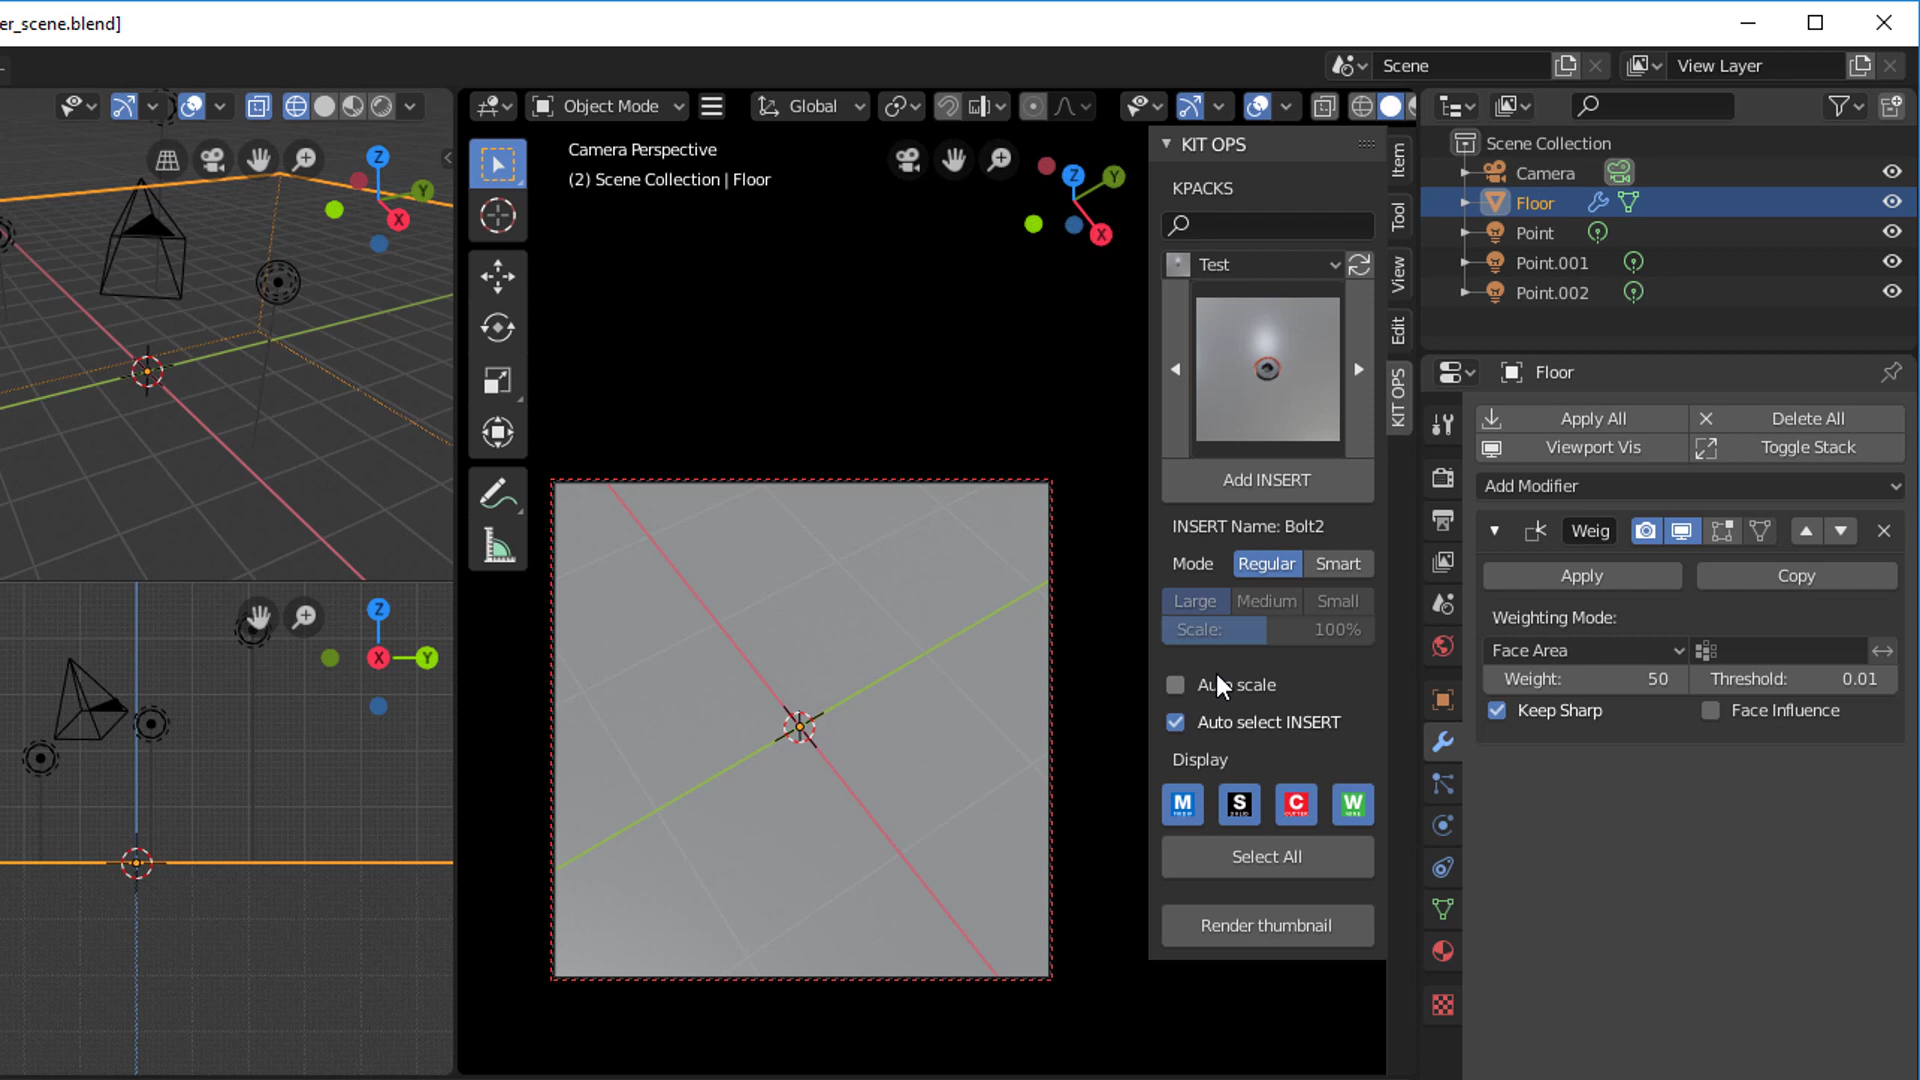 er_scene.blend]
Scene
View Layer
Object Mode
Global
Camera Perspective
(2) Scene Collection | Floor
Z
Y
X
Z
Y
X
Z
X
Y
KIT OPS
KPACKS
Test
Add INSERT
INSERT Name: Bolt2
Mode
Regular
Smart
Large
Medium
Small
Scale:
100%
Auto scale
Auto select INSERT
Display
M
S
C
W
Select All
Render thumbnail
Item
Tool
View
Edit
KIT OPS
Scene Collection
Camera
Floor
Point
Point.001
Point.002
Floor
Apply All
Delete All
Viewport Vis
Toggle Stack
Add Modifier
Weig
Apply
Copy
Weighting Mode:
Face Area
Weight:
50
Threshold:
0.01
Keep Sharp
Face Influence